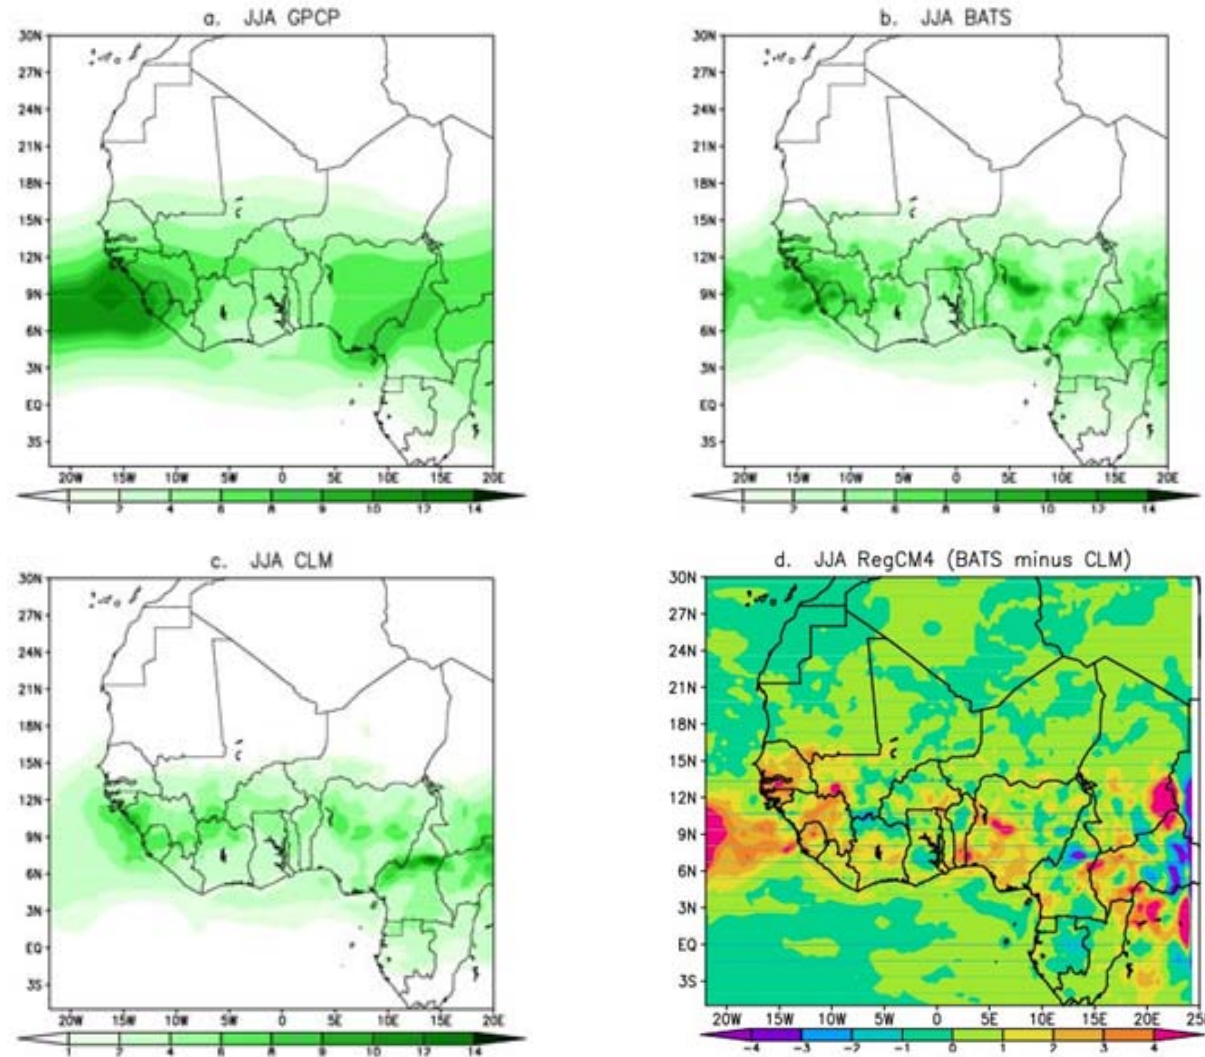 a. JJA GPCP
30N
27N
24N
21N
18N
15N
12N
9N
6N
3N
EQ
3S
20W 15W 10W 5W 0 5E 10E 15E 20E
1 2 4 6 8 9 10 12 14
b. JJA BATS
30N
27N
24N
21N
18N
15N
12N
9N
6N
3N
EQ
3S
20W 15W 10W 5W 0 5E 10E 15E 20E
1 2 4 6 8 9 10 12 14
c. JJA CLM
30N
27N
24N
21N
18N
15N
12N
9N
6N
3N
EQ
3S
20W 15W 10W 5W 0 5E 10E 15E 20E
1 2 4 6 8 9 10 12 14
d. JJA RegCM4 (BATS minus CLM)
30N
27N
24N
21N
18N
15N
12N
9N
6N
3N
EQ
3S
20W 15W 10W 5W 0 5E 10E 15E 20E 25E
-4 -3 -2 -1 0 1 2 3 4